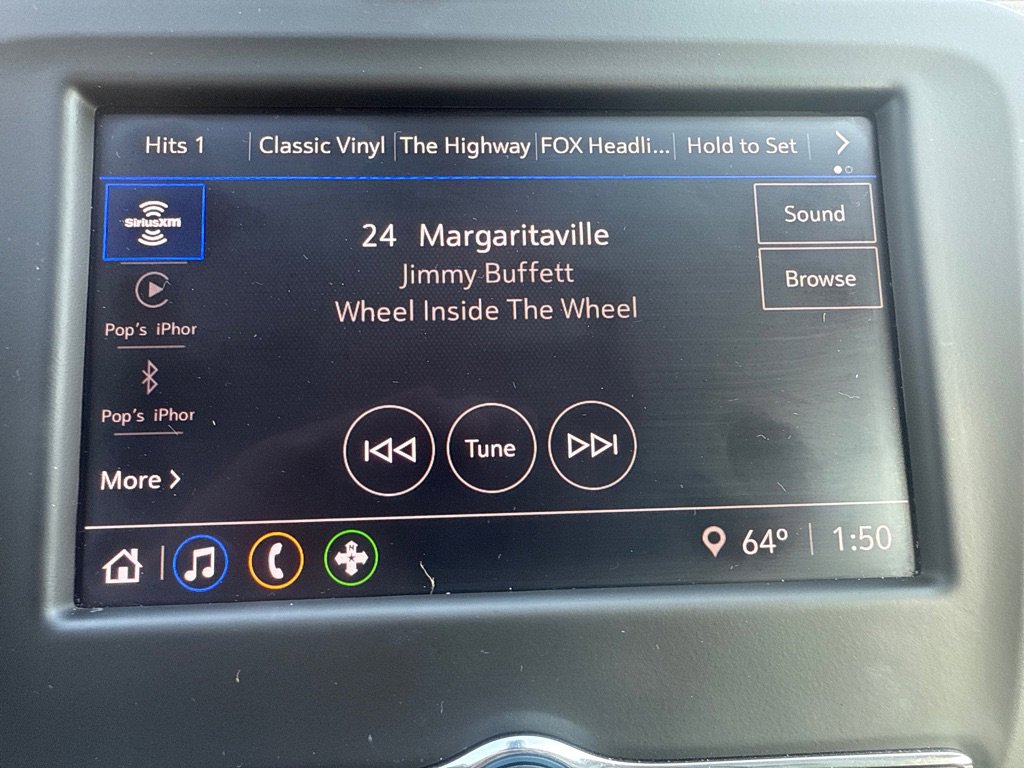 Hits 1
Classic Vinyl
The Highway
FOX Headli...
Hold to Set
SiriusXM
24 Margaritaville
Jimmy Buffett
Wheel Inside The Wheel
Sound
Browse
Pop's iPhor
Pop's iPhor
More
Tune
N
64°
1:50